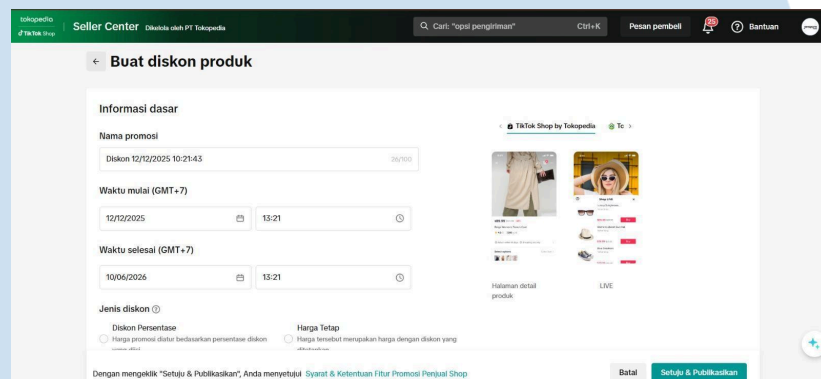 tokopedia
TikTok Shop
Seller Center Dikelola oleh PT Tokopedia
Cari: "opsi pengiriman" Ctrl+K
Pesan pembeli
25
Bantuan
Buat diskon produk
Informasi dasar
Nama promosi
Diskon 12/12/2025 10:21:43 26/100
Waktu mulai (GMT+7)
12/12/2025 13:21
Waktu selesai (GMT+7)
10/06/2026 13:21
Jenis diskon
Diskon Persentase
Harga promosi diatur bedasarkan persentase diskon
Harga Tetap
Harga tersebut merupakan harga dengan diskon yang
TikTok Shop by Tokopedia
Tc
Halaman detail
produk
LIVE
Dengan mengeklik "Setuju & Publikasikan", Anda menyetujui Syarat & Ketentuan Fitur Promosi Penjual Shop
Batal
Setuju & Publikasikan